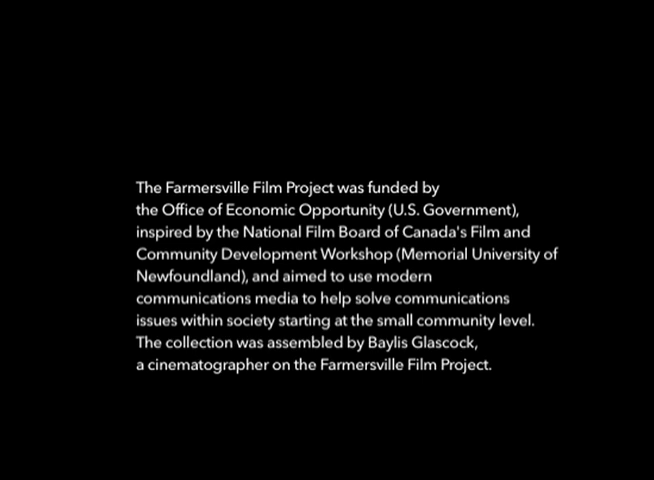 The Farmersville Film Project was funded by
the Office of Economic Opportunity (U.S. Government),
inspired by the National Film Board of Canada's Film and
Community Development Workshop (Memorial University of
Newfoundland), and aimed to use modern
communications media to help solve communications
issues within society starting at the small community level.
The collection was assembled by Baylis Glascock,
a cinematographer on the Farmersville Film Project.